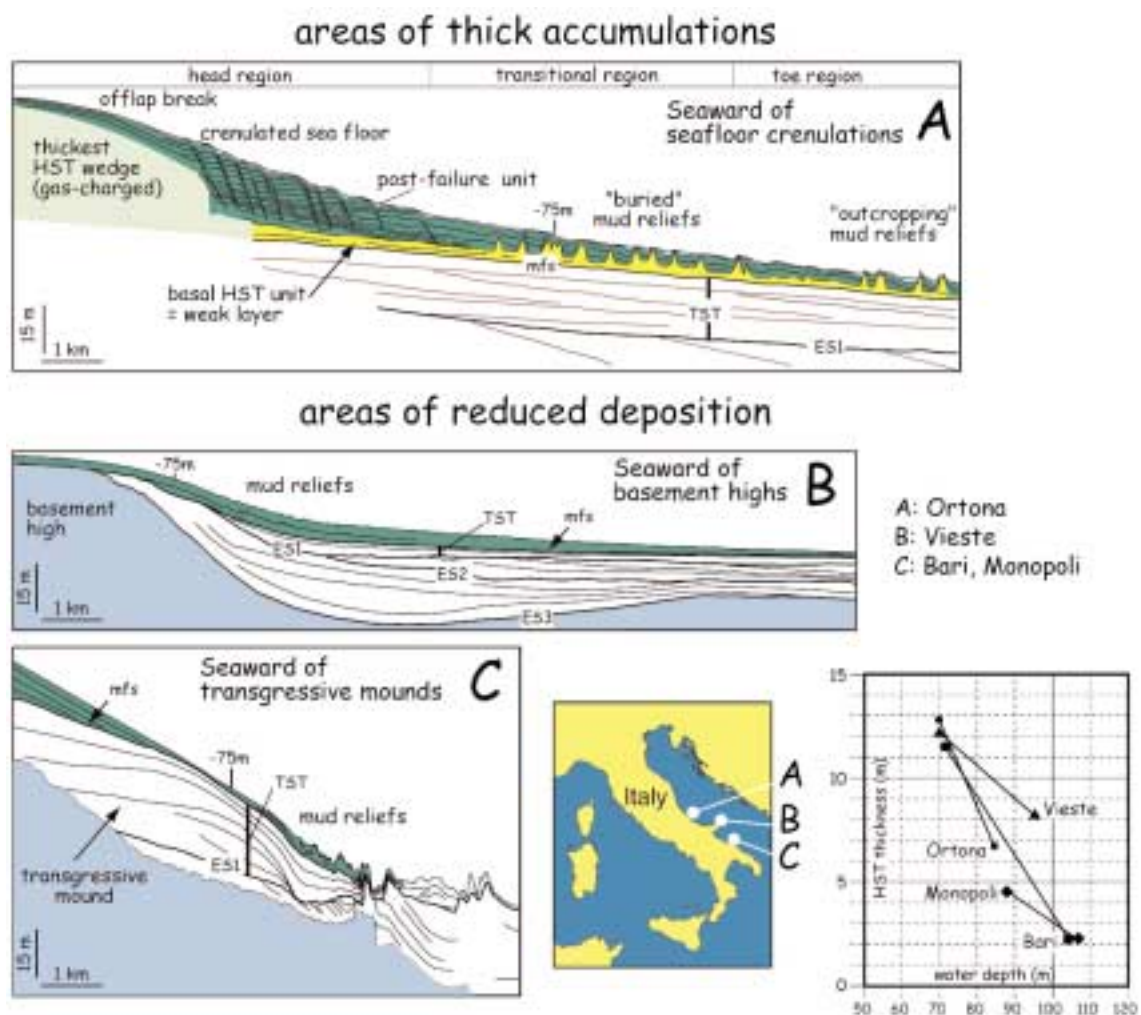 areas of thick accumulations
head region
transitional region
toe region
offlap break
crenulated sea floor
Seaward of
seafloor crenulations
A
thickest
HST wedge
(gas-charged)
post-failure unit
-75m
"buried"
mud reliefs
"outcropping"
mud reliefs
mfs
basal HST unit
= weak layer
TST
ES1
15 m
1 km
areas of reduced deposition
-75m
mud reliefs
Seaward of
basement highs
B
basement
high
TST
mfs
ES1
ES2
ES3
15 m
1 km
A: Ortona
B: Vieste
C: Bari, Monopoli
Seaward of
transgressive mounds
C
mfs
-75m
TST
mud reliefs
ES1
transgressive
mound
15 m
1 km
Italy
A
B
C
15
10
5
0
HST thickness (m)
Vieste
Ortona
Monopoli
Bari
water depth (m)
50 60 70 80 90 100 110 120